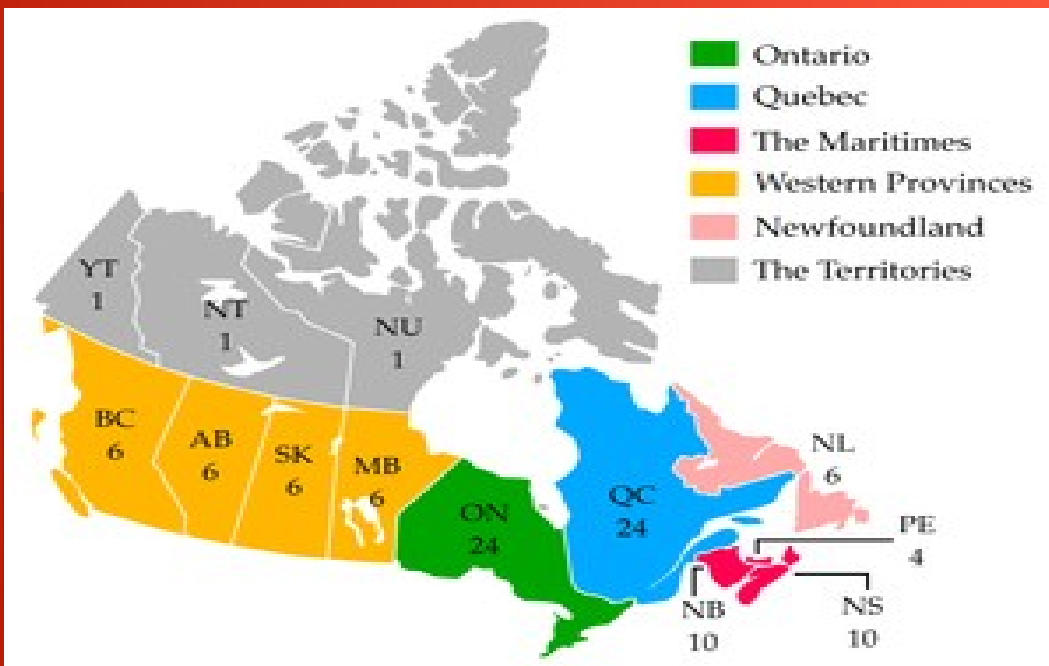 Ontario
Quebec
The Maritimes
Western Provinces
Newfoundland
The Territories
YT
1
NT
1
NU
1
BC
6
AB
6
SK
6
MB
6
ON
24
QC
24
NL
6
PE
4
NB
10
NS
10